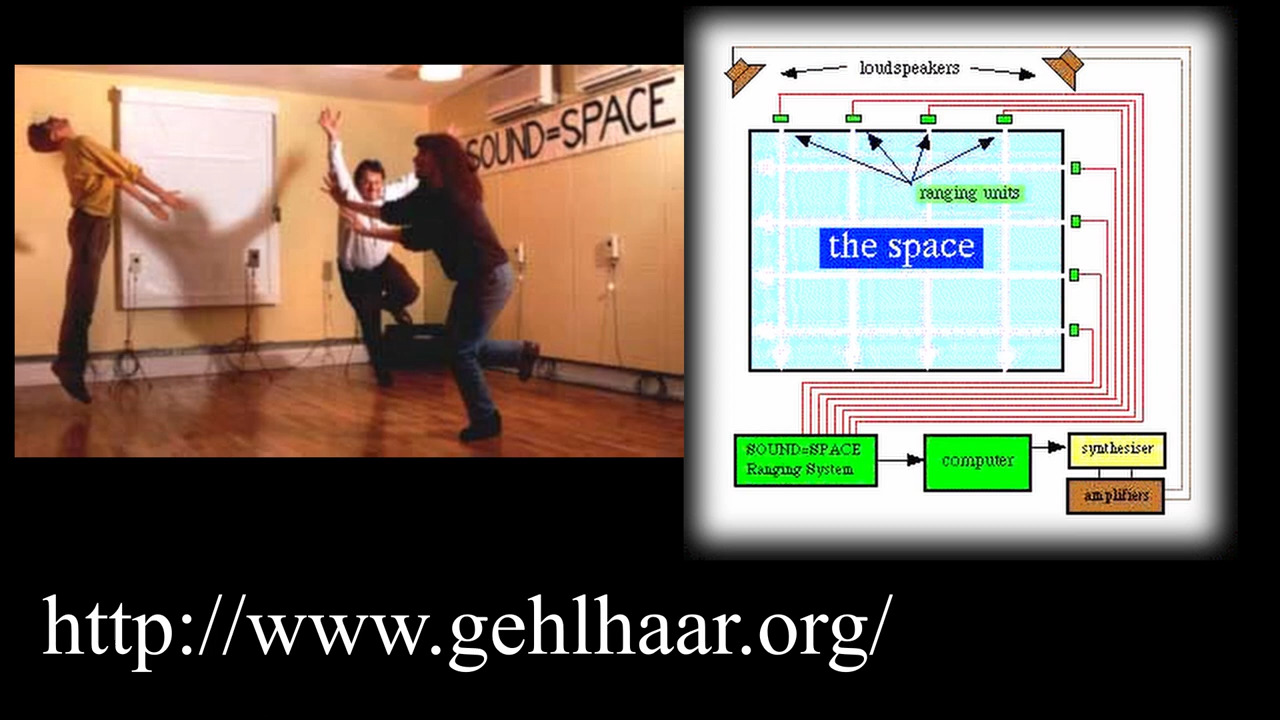 SOUND=SPACE
loudspeakers
ranging units
the space
SOUND=SPACE
Ranging System
computer
synthesiser
amplifiers
http://www.gehlhaar.org/